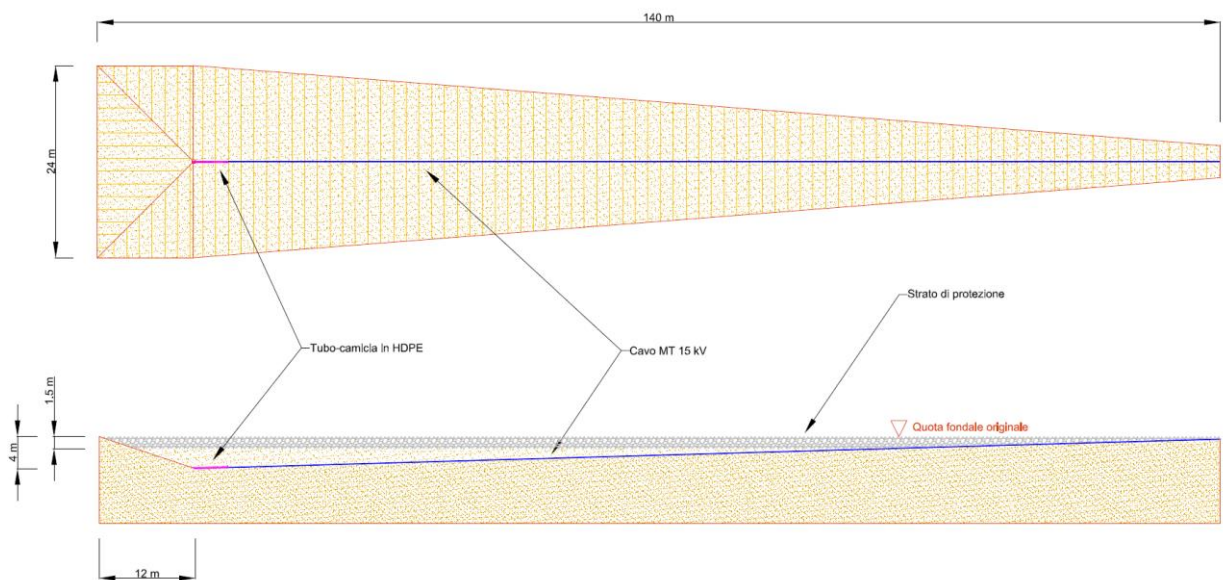 140 m
24 m
Strato di protezione
Tubo-camicia in HDPE
Cavo MT 15 kV
1.5 m
4 m
Quota fondale originale
12 m